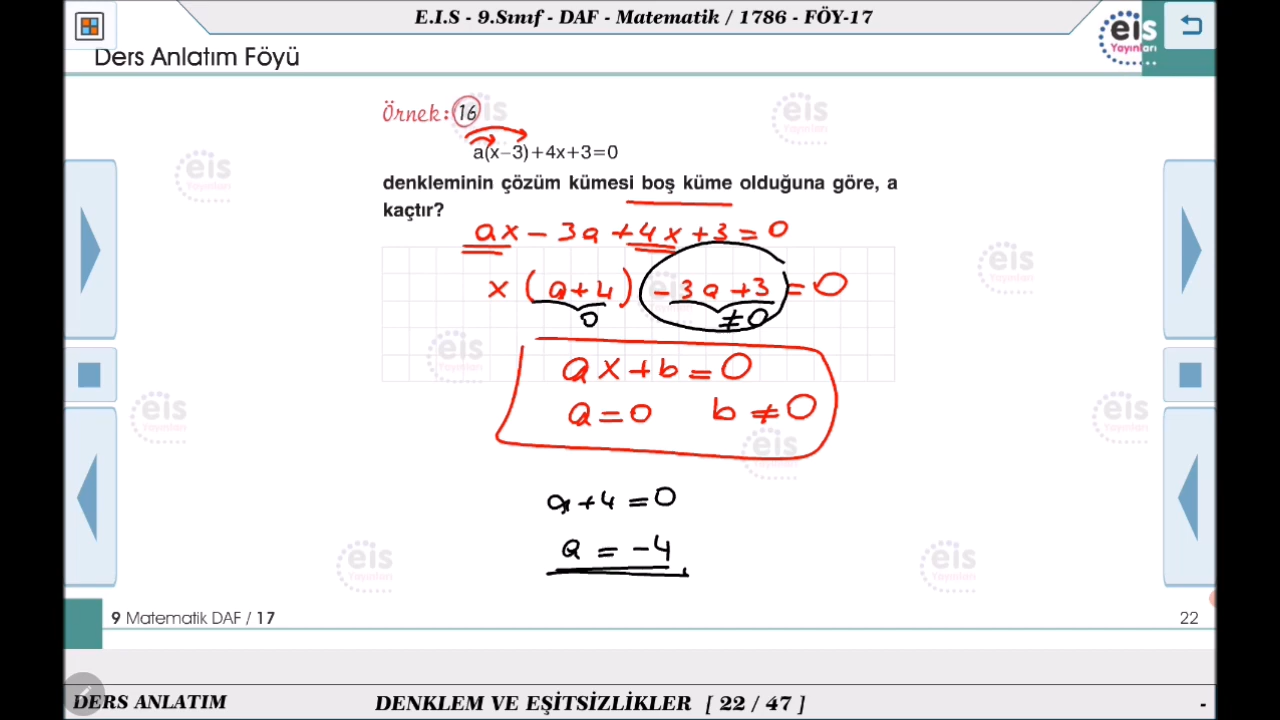 E.I.S - 9.Sınıf - DAF - Matematik / 1786 - FÖY-17
eis
Yayınları
Ders Anlatım Föyü
Örnek: 16
a(x−3)+4x+3=0
denkleminin çözüm kümesi boş küme olduğuna göre, a
kaçtır?
ax − 3a + 4x + 3 = 0
x (a+4) − 3a + 3 = 0
0 ≠0
ax + b = 0
a = 0 b ≠ 0
a + 4 = 0
a = −4
9 Matematik DAF / 17
22
DERS ANLATIM DENKLEM VE EŞİTSİZLİKLER [ 22 / 47 ] -